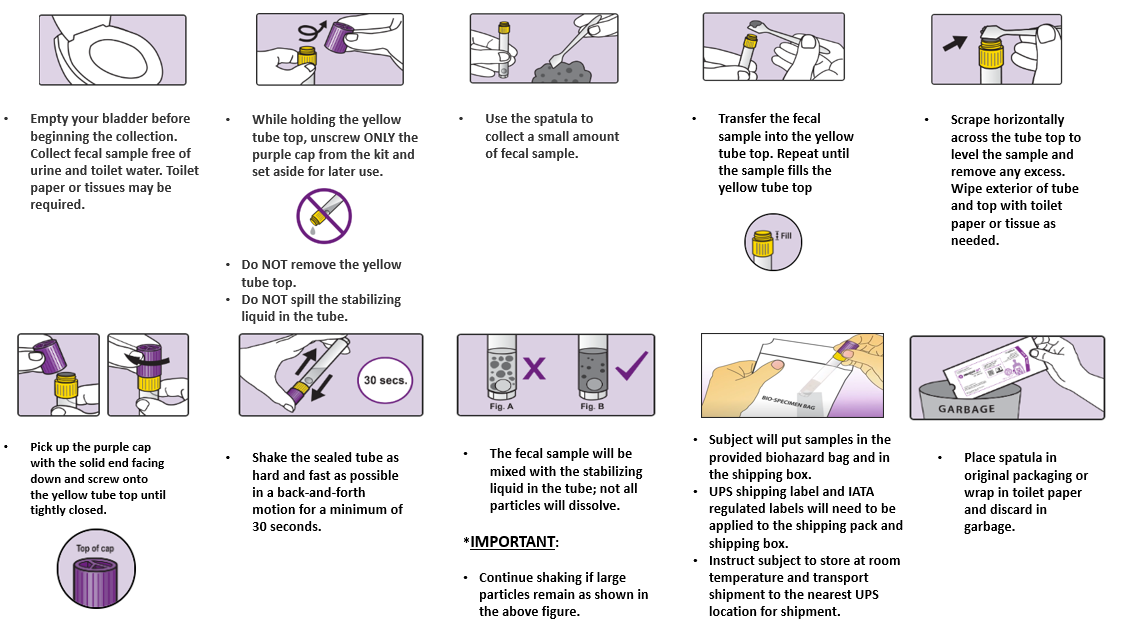 • Empty your bladder before
beginning the collection.
Collect fecal sample free of
urine and toilet water. Toilet
paper or tissues may be
required.
• While holding the yellow
tube top, unscrew ONLY the
purple cap from the kit and
set aside for later use.
• Do NOT remove the yellow
tube top.
• Do NOT spill the stabilizing
liquid in the tube.
• Use the spatula to
collect a small amount
of fecal sample.
• Transfer the fecal
sample into the yellow
tube top. Repeat until
the sample fills the
yellow tube top
Fill
• Scrape horizontally
across the tube top to
level the sample and
remove any excess.
Wipe exterior of tube
and top with toilet
paper or tissue as
needed.
• Pick up the purple cap
with the solid end facing
down and screw onto
the yellow tube top until
tightly closed.
Top of cap
30 secs.
• Shake the sealed tube as
hard and fast as possible
in a back-and-forth
motion for a minimum of
30 seconds.
Fig. A
Fig. B
• The fecal sample will be
mixed with the stabilizing
liquid in the tube; not all
particles will dissolve.
*IMPORTANT:
• Continue shaking if large
particles remain as shown in
the above figure.
BIO-SPECIMEN BAG
• Subject will put samples in the
provided biohazard bag and in
the shipping box.
• UPS shipping label and IATA
regulated labels will need to be
applied to the shipping pack and
shipping box.
• Instruct subject to store at room
temperature and transport
shipment to the nearest UPS
location for shipment.
GARBAGE
• Place spatula in
original packaging or
wrap in toilet paper
and discard in
garbage.